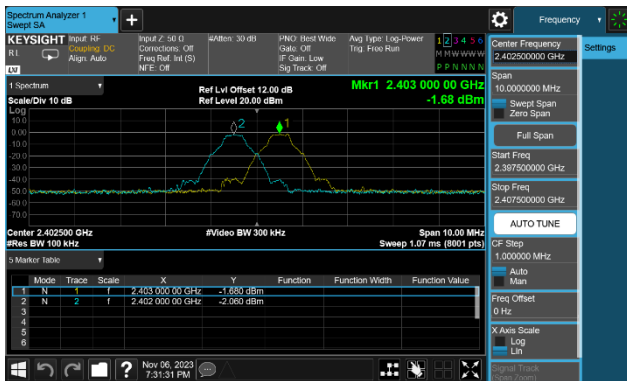 Spectrum Analyzer 1
Swept SA
Frequency
KEYSIGHT
Input: RF
Coupling: DC
Align: Auto
Input Z: 50 Ω
Corrections: Off
Freq Ref: Int (S)
NFE: Off
#Atten: 30 dB
PNO: Best Wide
Gate: Off
IF Gain: Low
Sig Track: Off
Avg Type: Log-Power
Trig: Free Run
1 2 3 4 5 6
M M W W W W
P P N N N N
RL
LXI
1 Spectrum
Scale/Div 10 dB
Ref Lvl Offset 12.00 dB
Ref Level 20.00 dBm
Mkr1 2.403 000 00 GHz
-1.68 dBm
Log
10.0
0.00
-10.0
-20.0
-30.0
-40.0
-50.0
-60.0
-70.0
2
1
Center 2.402500 GHz
#Res BW 100 kHz
#Video BW 300 kHz
Span 10.00 MHz
Sweep 1.07 ms (8001 pts)
5 Marker Table
Mode Trace Scale X Y Function Function Width Function Value
1 N 1 f 2.403 000 00 GHz -1.680 dBm
2 N 2 f 2.402 000 00 GHz -2.060 dBm
3
4
5
6
Nov 06, 2023
7:31:31 PM
Center Frequency
2.402500000 GHz
Settings
Span
10.0000000 MHz
Swept Span
Zero Span
Full Span
Start Freq
2.397500000 GHz
Stop Freq
2.407500000 GHz
AUTO TUNE
CF Step
1.000000 MHz
Auto
Man
Freq Offset
0 Hz
X Axis Scale
Log
Lin
Signal Track
(Span Zoom)